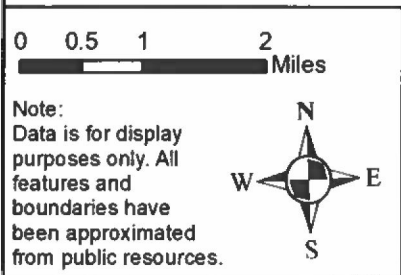 0 0.5 1 2
Miles
Note:
Data is for display
purposes only. All
features and
boundaries have
been approximated
from public resources.
N
W E
S